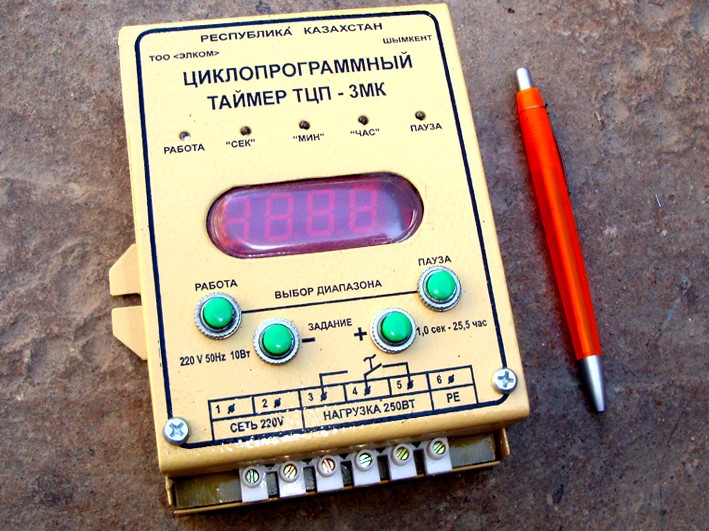 РЕСПУБЛИКА КАЗАХСТАН
ТОО <ЭЛКОМ> ШЫМКЕНТ
ЦИКЛОПРОГРАММНЫЙ
ТАЙМЕР ТЦП - 3МК
РАБОТА "СЕК" "МИН" "ЧАС" ПАУЗА
РАБОТА ВЫБОР ДИАПАЗОНА ПАУЗА
- ЗАДАНИЕ +
220 V 50Hz 10Вт 1,0 сек - 25,5 час
1 2 3 4 5 6
СЕТЬ 220V НАГРУЗКА 250ВТ PE